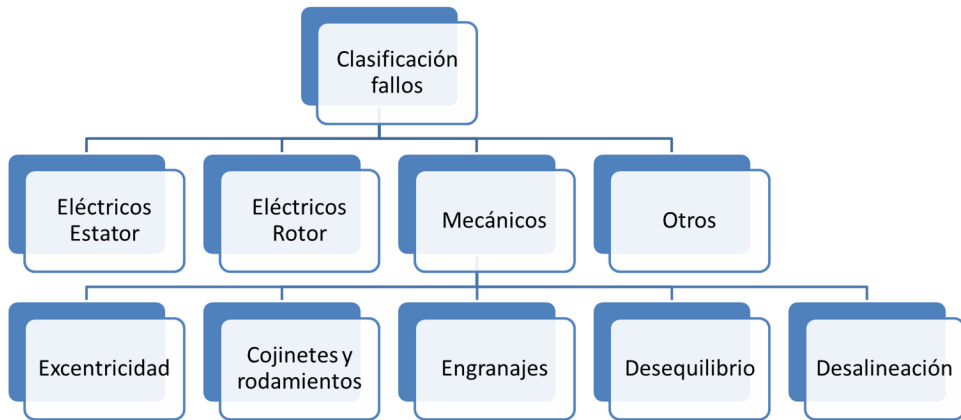 Clasificación
fallos
Eléctricos
Estator
Eléctricos
Rotor
Mecánicos
Otros
Excentricidad
Cojinetes y
rodamientos
Engranajes
Desequilibrio
Desalineación